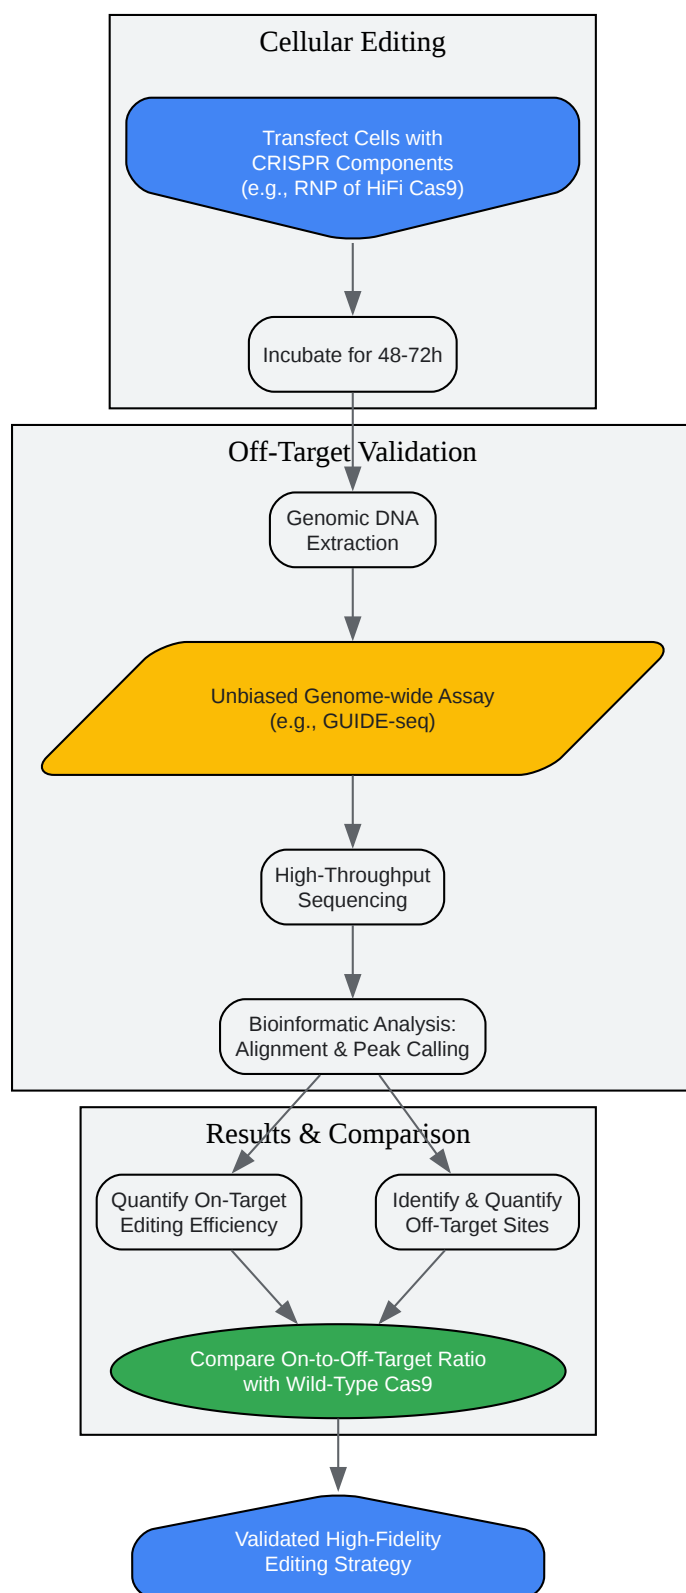 Cellular Editing
Transfect Cells with
CRISPR Components
(e.g., RNP of HiFi Cas9)
Incubate for 48-72h
Off-Target Validation
Genomic DNA
Extraction
Unbiased Genome-wide Assay
(e.g., GUIDE-seq)
High-Throughput
Sequencing
Bioinformatic Analysis:
Alignment & Peak Calling
Results & Comparison
Quantify On-Target
Editing Efficiency
Identify & Quantify
Off-Target Sites
Compare On-to-Off-Target Ratio
with Wild-Type Cas9
Validated High-Fidelity
Editing Strategy